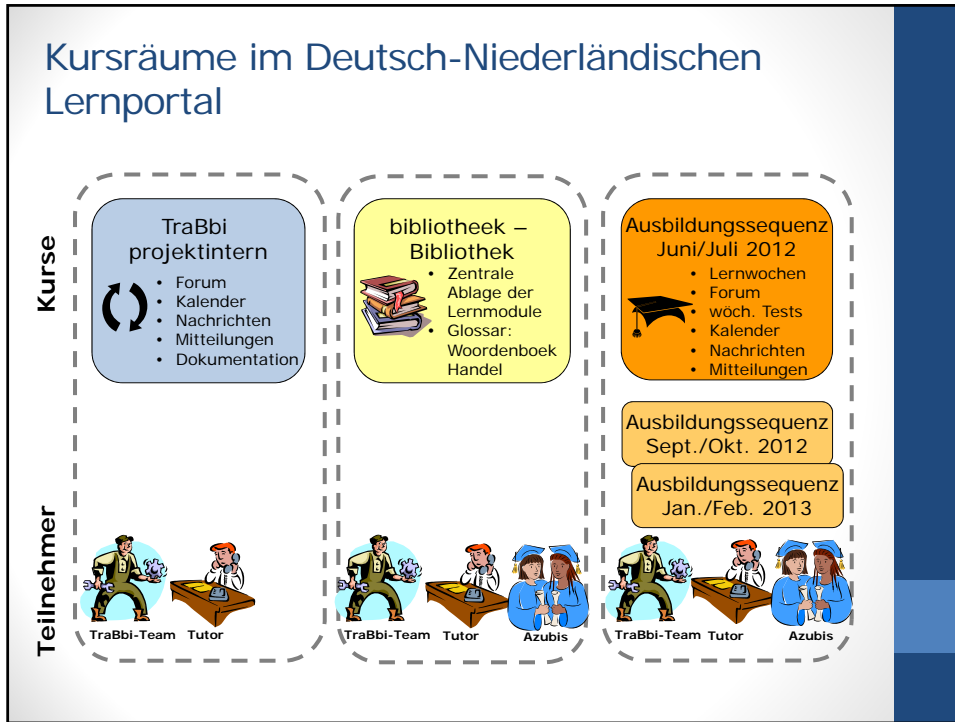 Kursräume im Deutsch-Niederländischen
Lernportal
Kurse
TraBbi
projektintern
• Forum
• Kalender
• Nachrichten
• Mitteilungen
• Dokumentation
bibliotheek –
Bibliothek
• Zentrale
Ablage der
Lernmodule
• Glossar:
Woordenboek
Handel
Ausbildungssequenz
Juni/Juli 2012
• Lernwochen
• Forum
• wöch. Tests
• Kalender
• Nachrichten
• Mitteilungen
Ausbildungssequenz
Sept./Okt. 2012
Ausbildungssequenz
Jan./Feb. 2013
Teilnehmer
TraBbi-Team
Tutor
TraBbi-Team
Tutor
Azubis
TraBbi-Team
Tutor
Azubis